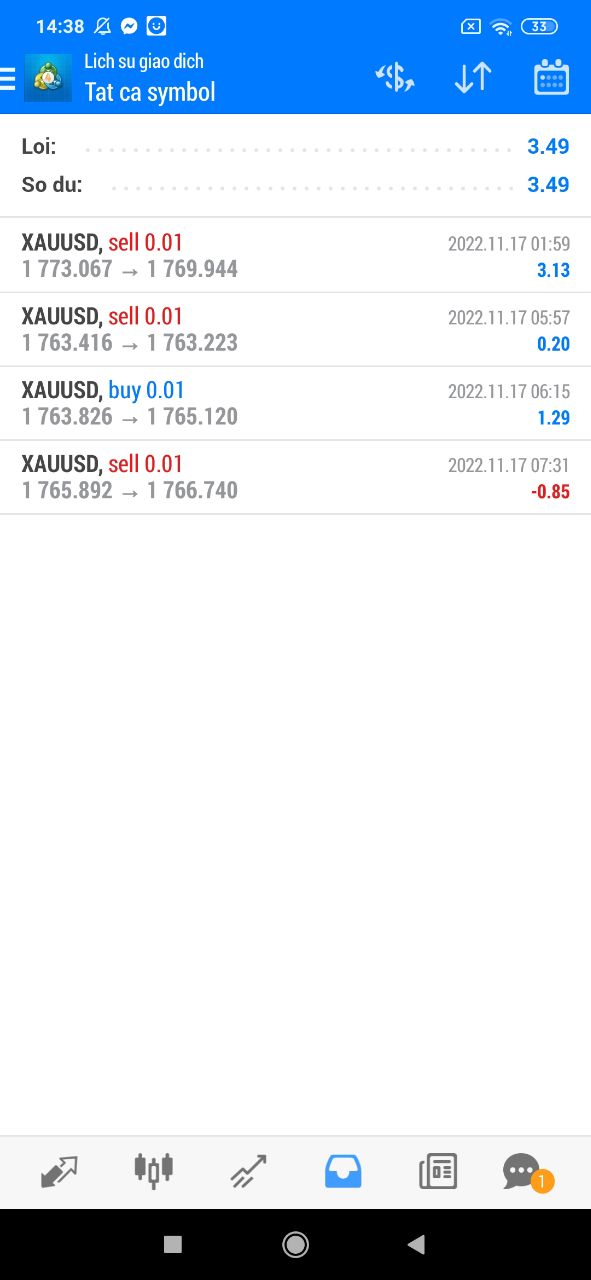 14:38
33
Lich su giao dich
Tat ca symbol
Loi: 3.49
So du: 3.49
XAUUSD, sell 0.01 2022.11.17 01:59
1 773.067 → 1 769.944 3.13
XAUUSD, sell 0.01 2022.11.17 05:57
1 763.416 → 1 763.223 0.20
XAUUSD, buy 0.01 2022.11.17 06:15
1 763.826 → 1 765.120 1.29
XAUUSD, sell 0.01 2022.11.17 07:31
1 765.892 → 1 766.740 -0.85
1